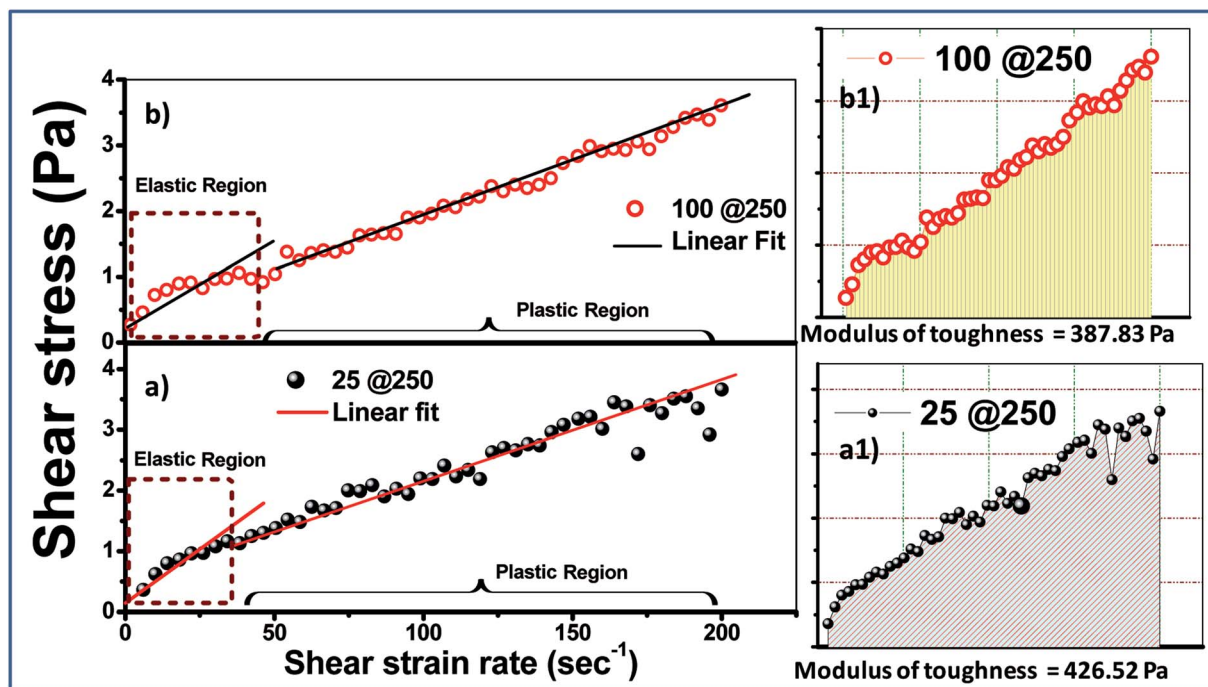 Shear stress (Pa)
4
3
2
1
0
b)
Elastic Region
100 @250
Linear Fit
Plastic Region
4
3
2
1
0
a)
25 @250
Linear fit
Elastic Region
Plastic Region
0 50 100 150 200
Shear strain rate (sec⁻¹)
100 @250
b1)
Modulus of toughness = 387.83 Pa
25 @250
a1)
Modulus of toughness = 426.52 Pa